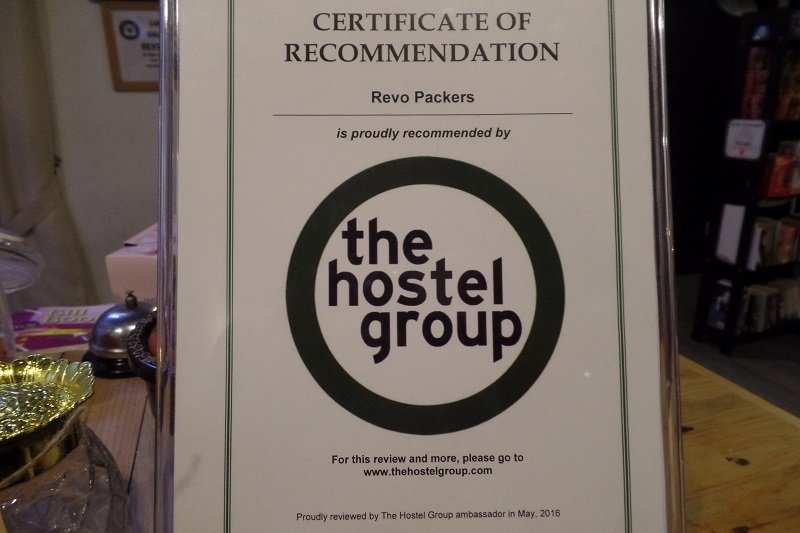 CERTIFICATE OF
RECOMMENDATION
Revo Packers
is proudly recommended by
the
hostel
group
For this review and more, please go to
www.thehostelgroup.com
Proudly reviewed by The Hostel Group ambassador in May, 2016